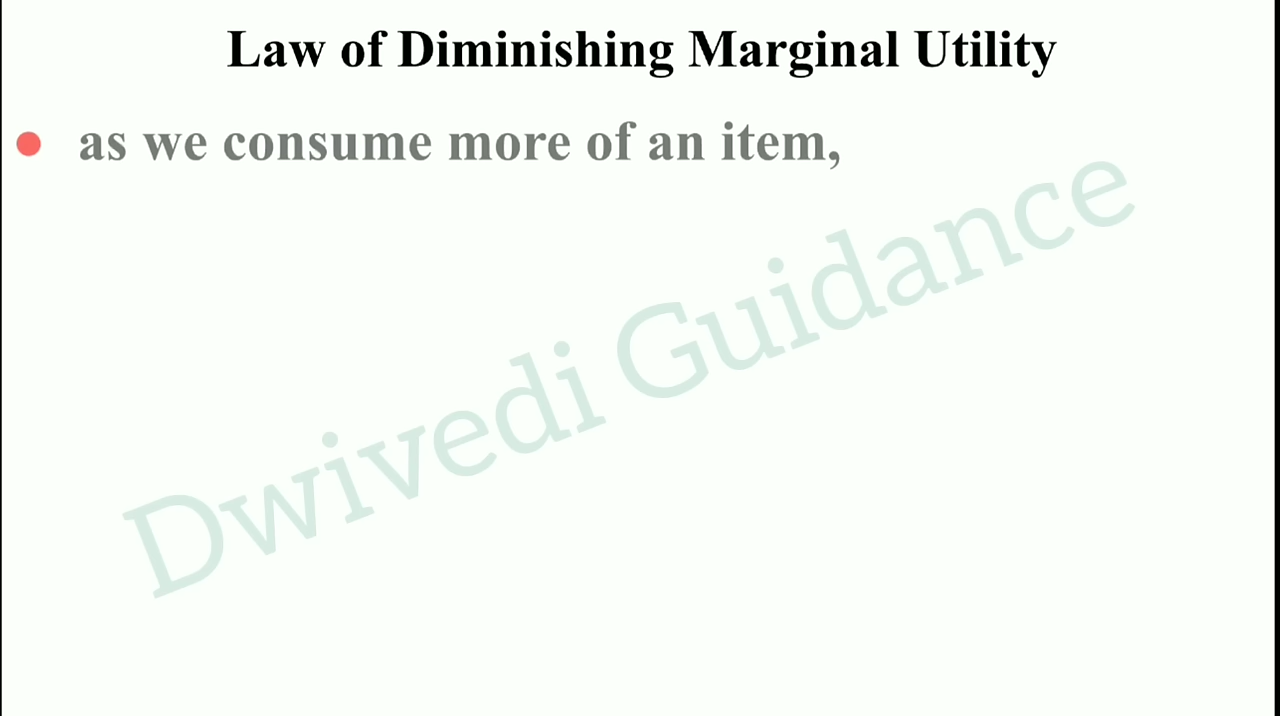 Law of Diminishing Marginal Utility
as we consume more of an item,
Dwivedi Guidance